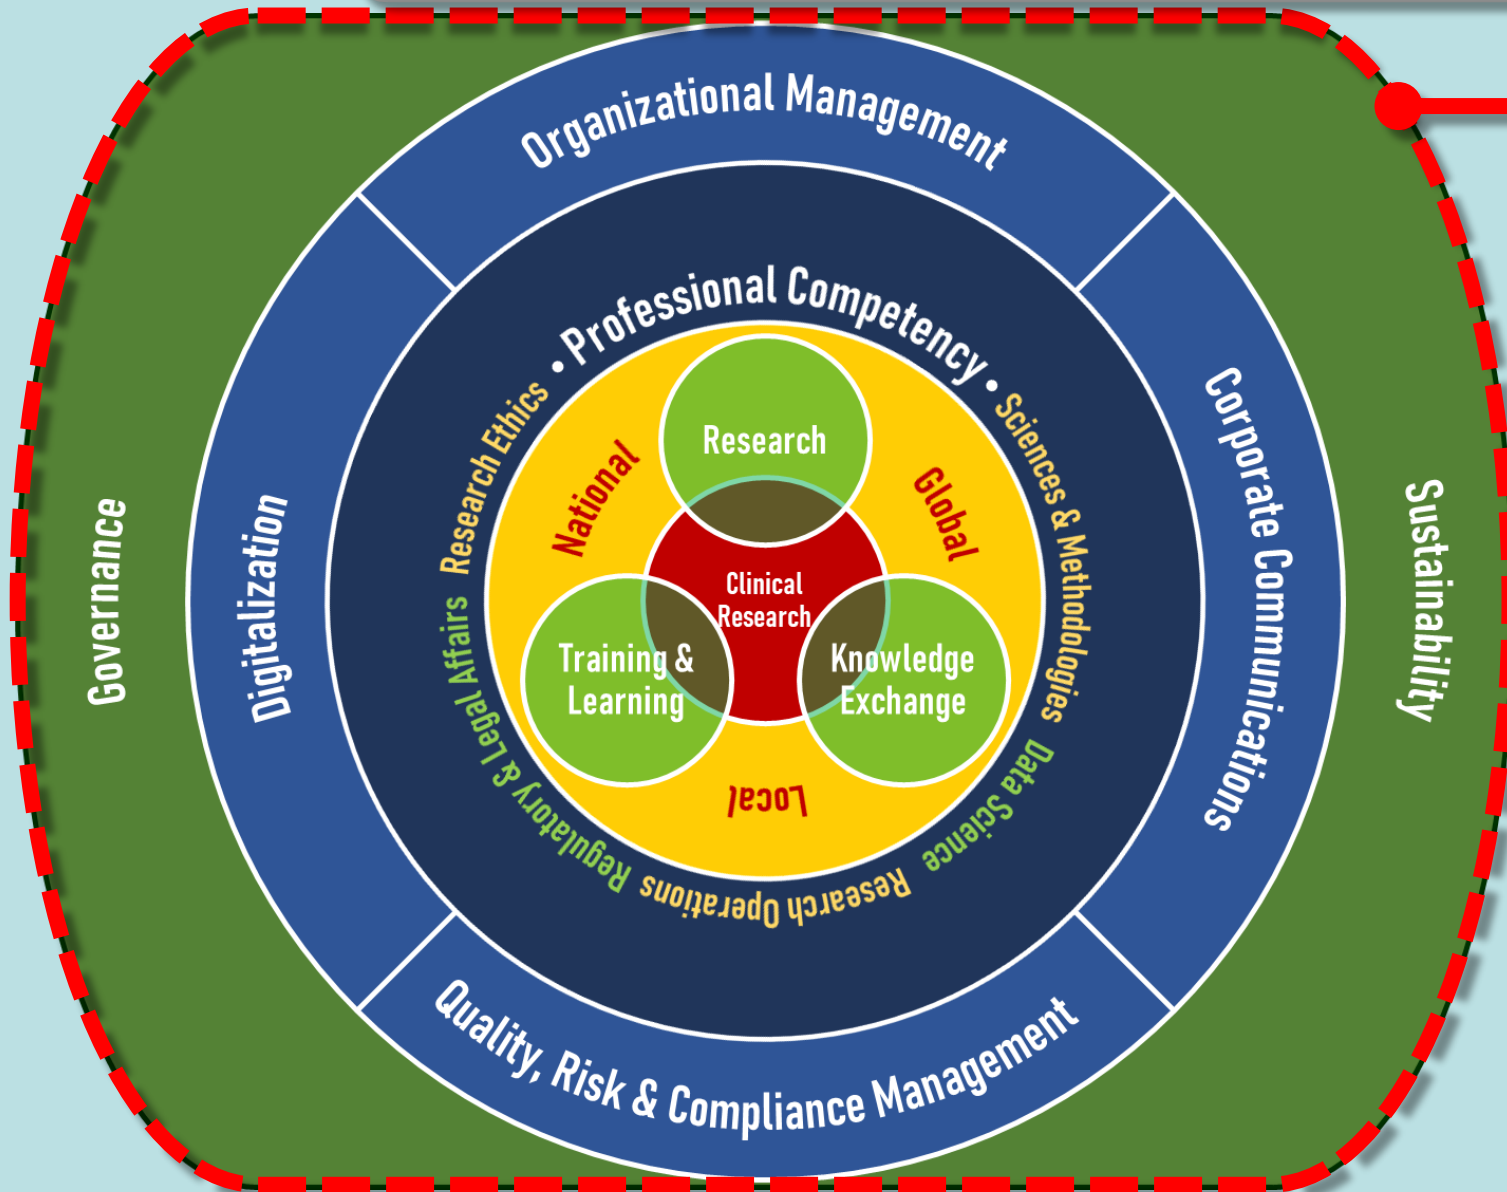 Organizational Management
• Professional Competency •
Research Ethics
Sciences & Methodologies
Research
National
Global
Corporate Communications
Sustainability
Governance
Digitalization
Clinical
Research
Regulatory & Legal Affairs
Training &
Learning
Knowledge
Exchange
Local
Data Science
Research Operations
Quality, Risk & Compliance Management